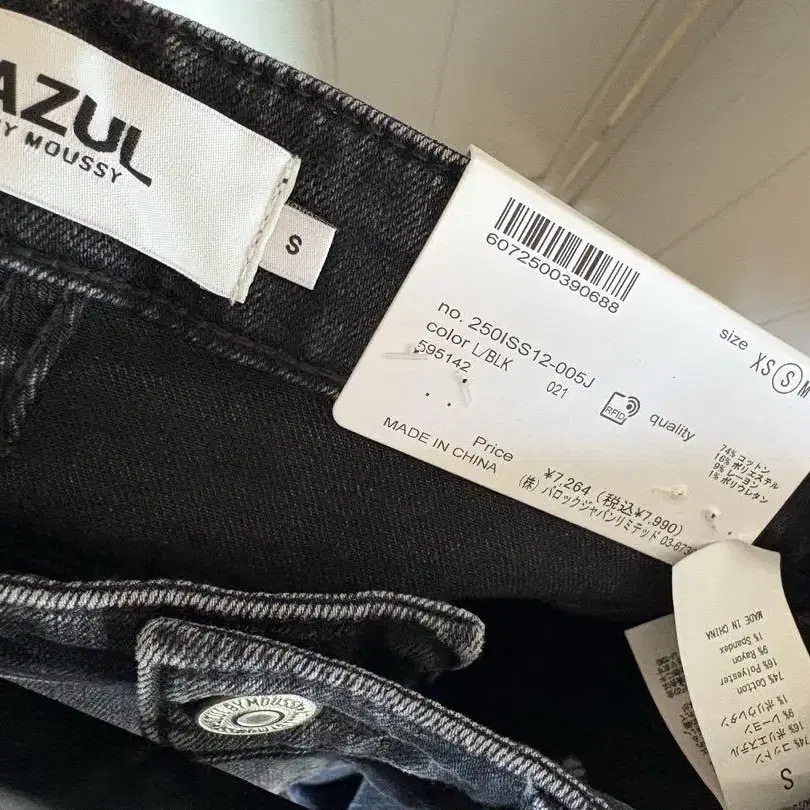 AZUL
BY MOUSSY
S
6072500390688
no. 250ISS12-005J
color L/BLK 021
595142
size XS S M
RFID
quality
74% コットン
16% ポリエステル
9% レーヨン
1% ポリウレタン
Price
¥7,264 (税込¥7,990)
MADE IN CHINA
(株) バロックジャパンリミテッド 03-673
BY MOUSSY
MADE IN CHINA
1% Spandex
9% Rayon
16% Polyester
74% Cotton
1% ポリウレタン
9% レーヨン
16% ポリエステル
74% コットン
S